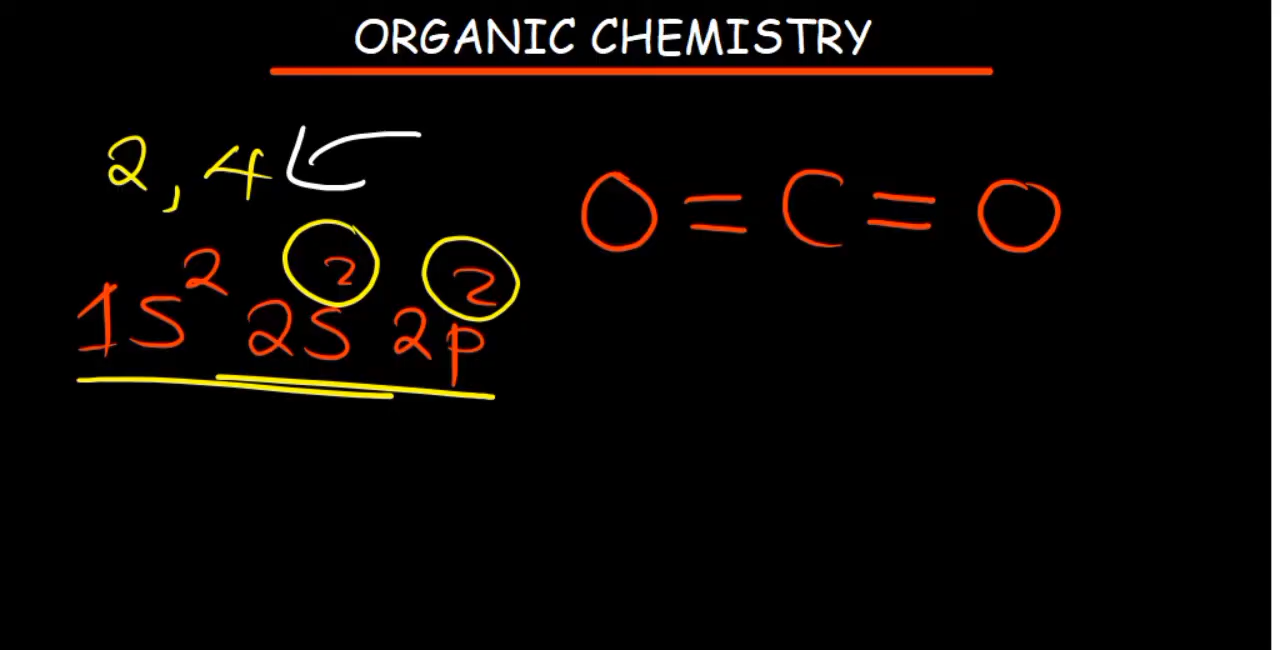 ORGANIC CHEMISTRY
2, 4
O = C = O
1s² 2s² 2p²